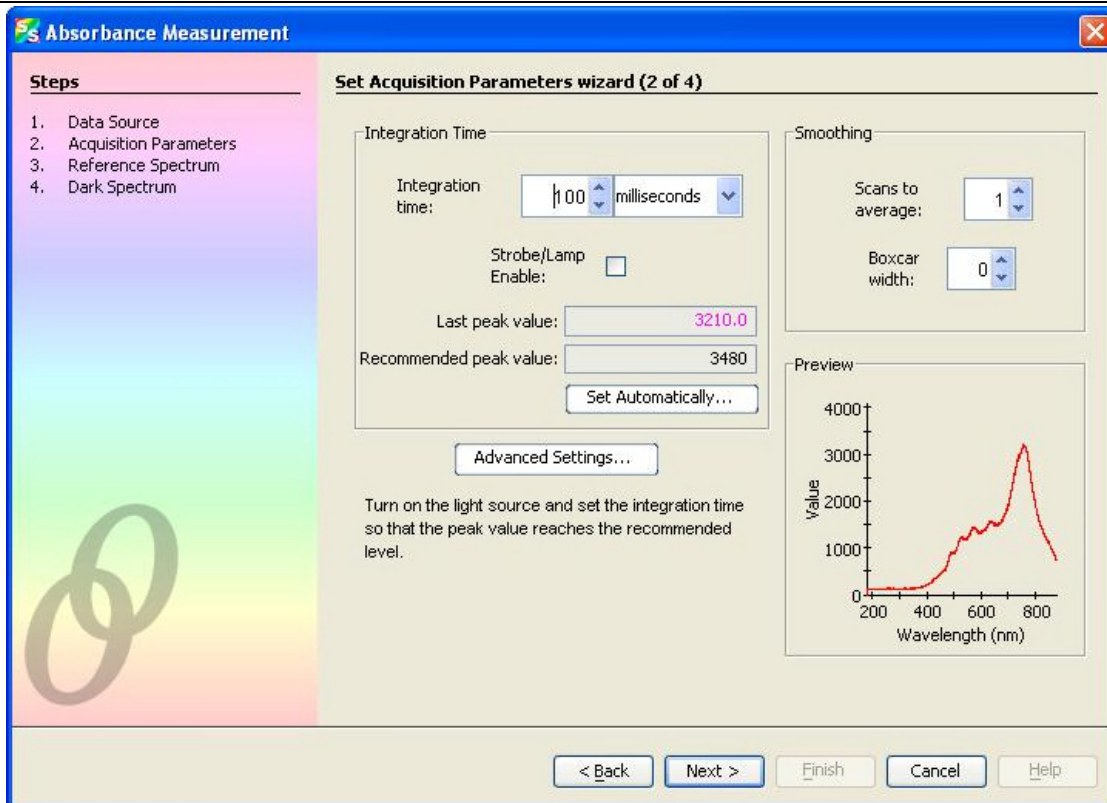 Absorbance Measurement
Steps
1. Data Source
2. Acquisition Parameters
3. Reference Spectrum
4. Dark Spectrum
Set Acquisition Parameters wizard (2 of 4)
Integration Time
Integration
time:
100 milliseconds
Strobe/Lamp
Enable:
Last peak value: 3210.0
Recommended peak value: 3480
Set Automatically...
Advanced Settings...
Turn on the light source and set the integration time
so that the peak value reaches the recommended
level.
Smoothing
Scans to
average: 1
Boxcar
width: 0
Preview
Value
4000
3000
2000
1000
0
200 400 600 800
Wavelength (nm)
< Back
Next >
Finish
Cancel
Help